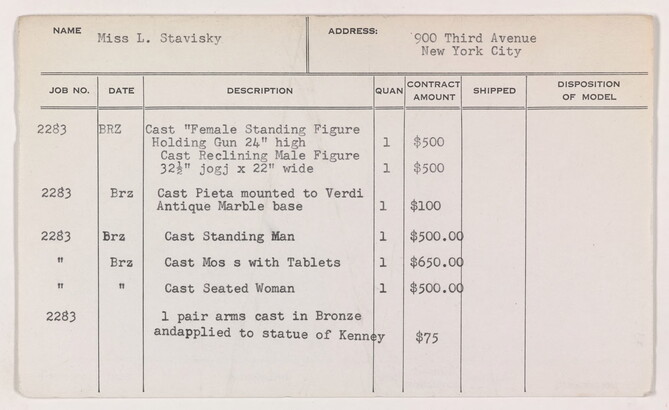 NAME Miss L. Stavisky ADDRESS: 900 Third Avenue
New York City
JOB NO. DATE DESCRIPTION QUAN CONTRACT AMOUNT SHIPPED DISPOSITION OF MODEL
2283 BRZ Cast "Female Standing Figure
Holding Gun 24" high 1 $500
Cast Reclining Male Figure
32½" jogj x 22" wide 1 $500
2283 Brz Cast Pieta mounted to Verdi
Antique Marble base 1 $100
2283 Brz Cast Standing Man 1 $500.00
" Brz Cast Mos s with Tablets 1 $650.00
" " Cast Seated Woman 1 $500.00
2283 1 pair arms cast in Bronze
andapplied to statue of Kenney $75